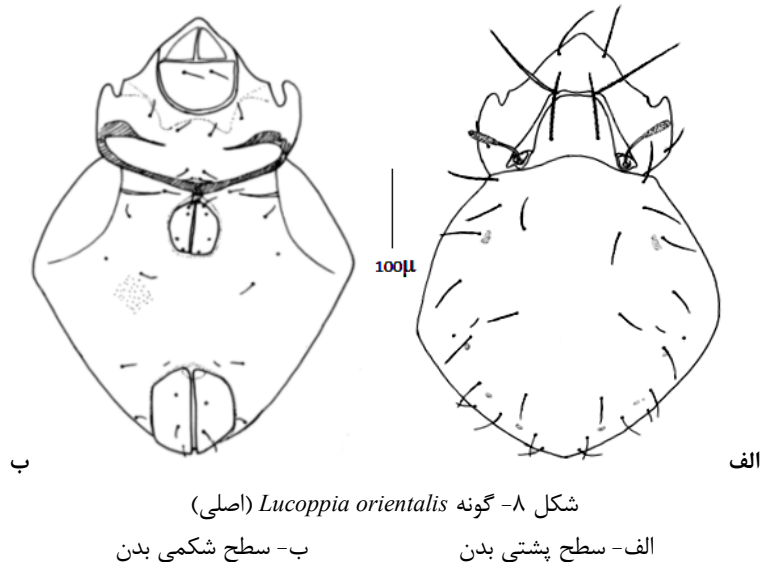 100µ
الف
ب
شکل ۸- گونه Lucoppia orientalis (اصلی)
الف- سطح پشتی بدن ب- سطح شکمی بدن